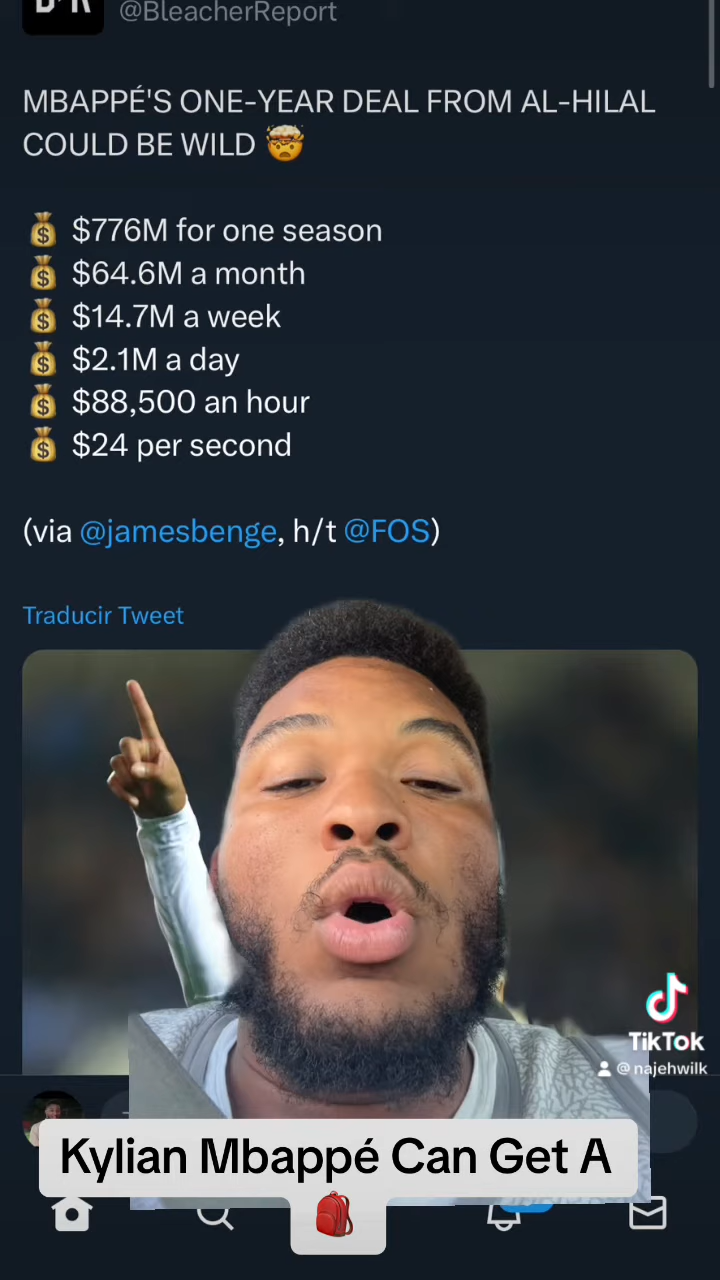 @BleacherReport
MBAPPÉ'S ONE-YEAR DEAL FROM AL-HILAL
COULD BE WILD 🤯
💰 $776M for one season
💰 $64.6M a month
💰 $14.7M a week
💰 $2.1M a day
💰 $88,500 an hour
💰 $24 per second
(via @jamesbenge, h/t @FOS)
Traducir Tweet
TikTok
@najehwilk
Kylian Mbappé Can Get A
🎒